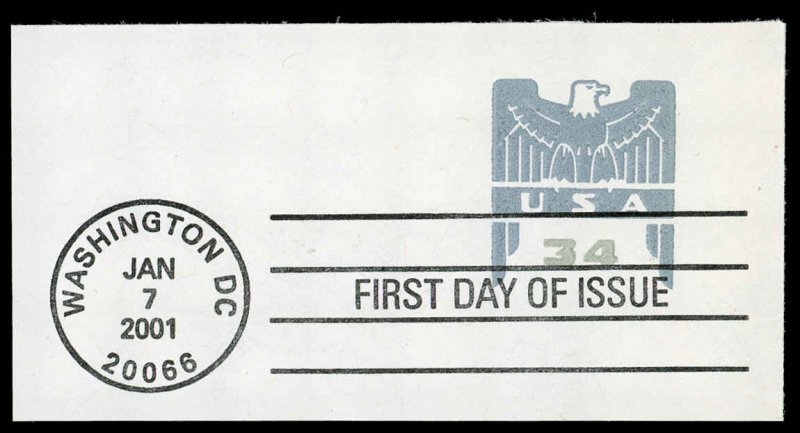 USA
34
FIRST DAY OF ISSUE
WASHINGTON DC
JAN
7
2001
20066